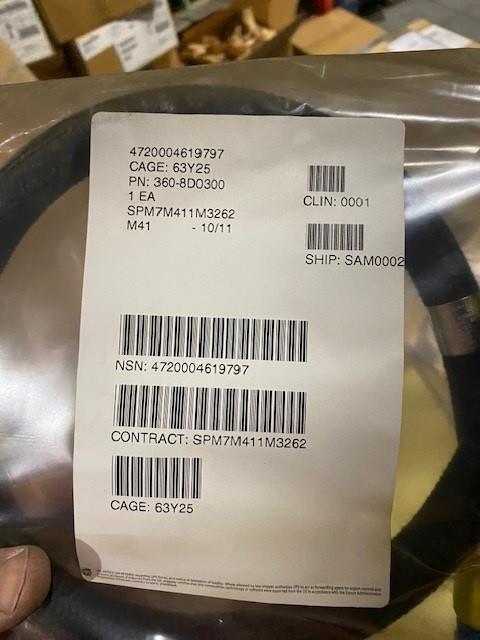 4720004619797
CAGE: 63Y25
PN: 360-8D0300
1 EA
SPM7M411M3262
M41 - 10/11
CLIN: 0001
SHIP: SAM0002
NSN: 4720004619797
CONTRACT: SPM7M411M3262
CAGE: 63Y25